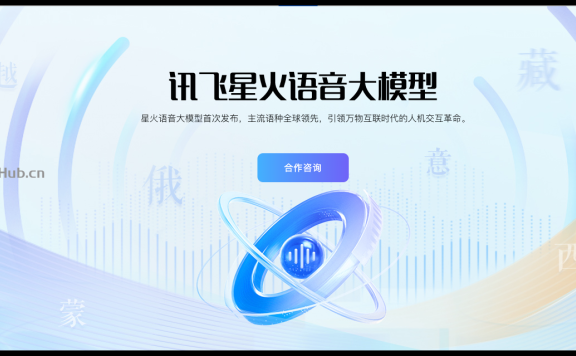 藏
越
讯飞星火语音大模型
星火语音大模型首次发布，主流语种全球领先，引领万物互联时代的人机交互革命。
意
合作咨询
Hub.cn
俄
西
蒙